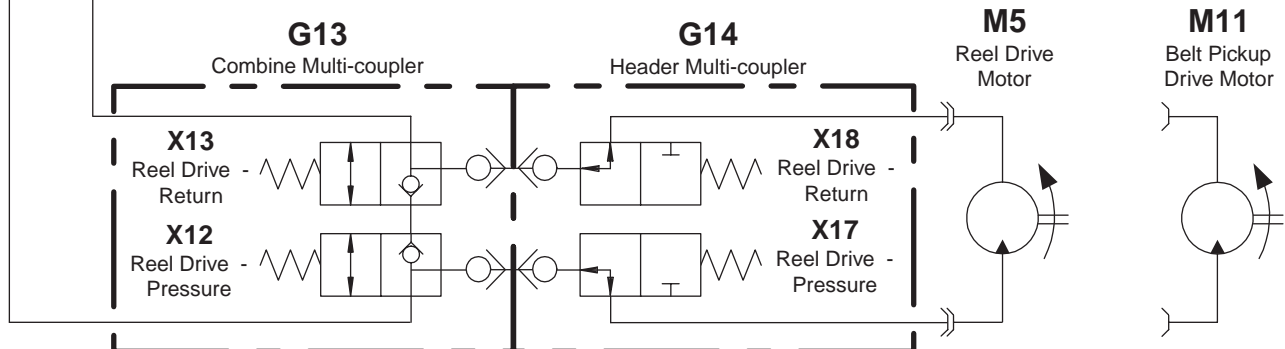 G13
Combine Multi-coupler
G14
Header Multi-coupler
M5
Reel Drive
Motor
M11
Belt Pickup
Drive Motor
X13
Reel Drive -
Return
X18
Reel Drive -
Return
X12
Reel Drive -
Pressure
X17
Reel Drive -
Pressure